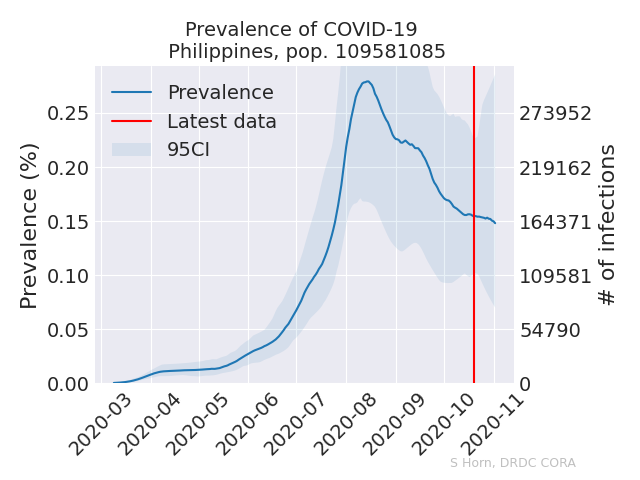 Prevalence of COVID-19
Philippines, pop. 109581085
Prevalence
Latest data
95CI
Prevalence (%)
0.25
0.20
0.15
0.10
0.05
0.00
273952
219162
164371
109581
54790
0
# of infections
2020-03
2020-04
2020-05
2020-06
2020-07
2020-08
2020-09
2020-10
2020-11
S Horn, DRDC CORA